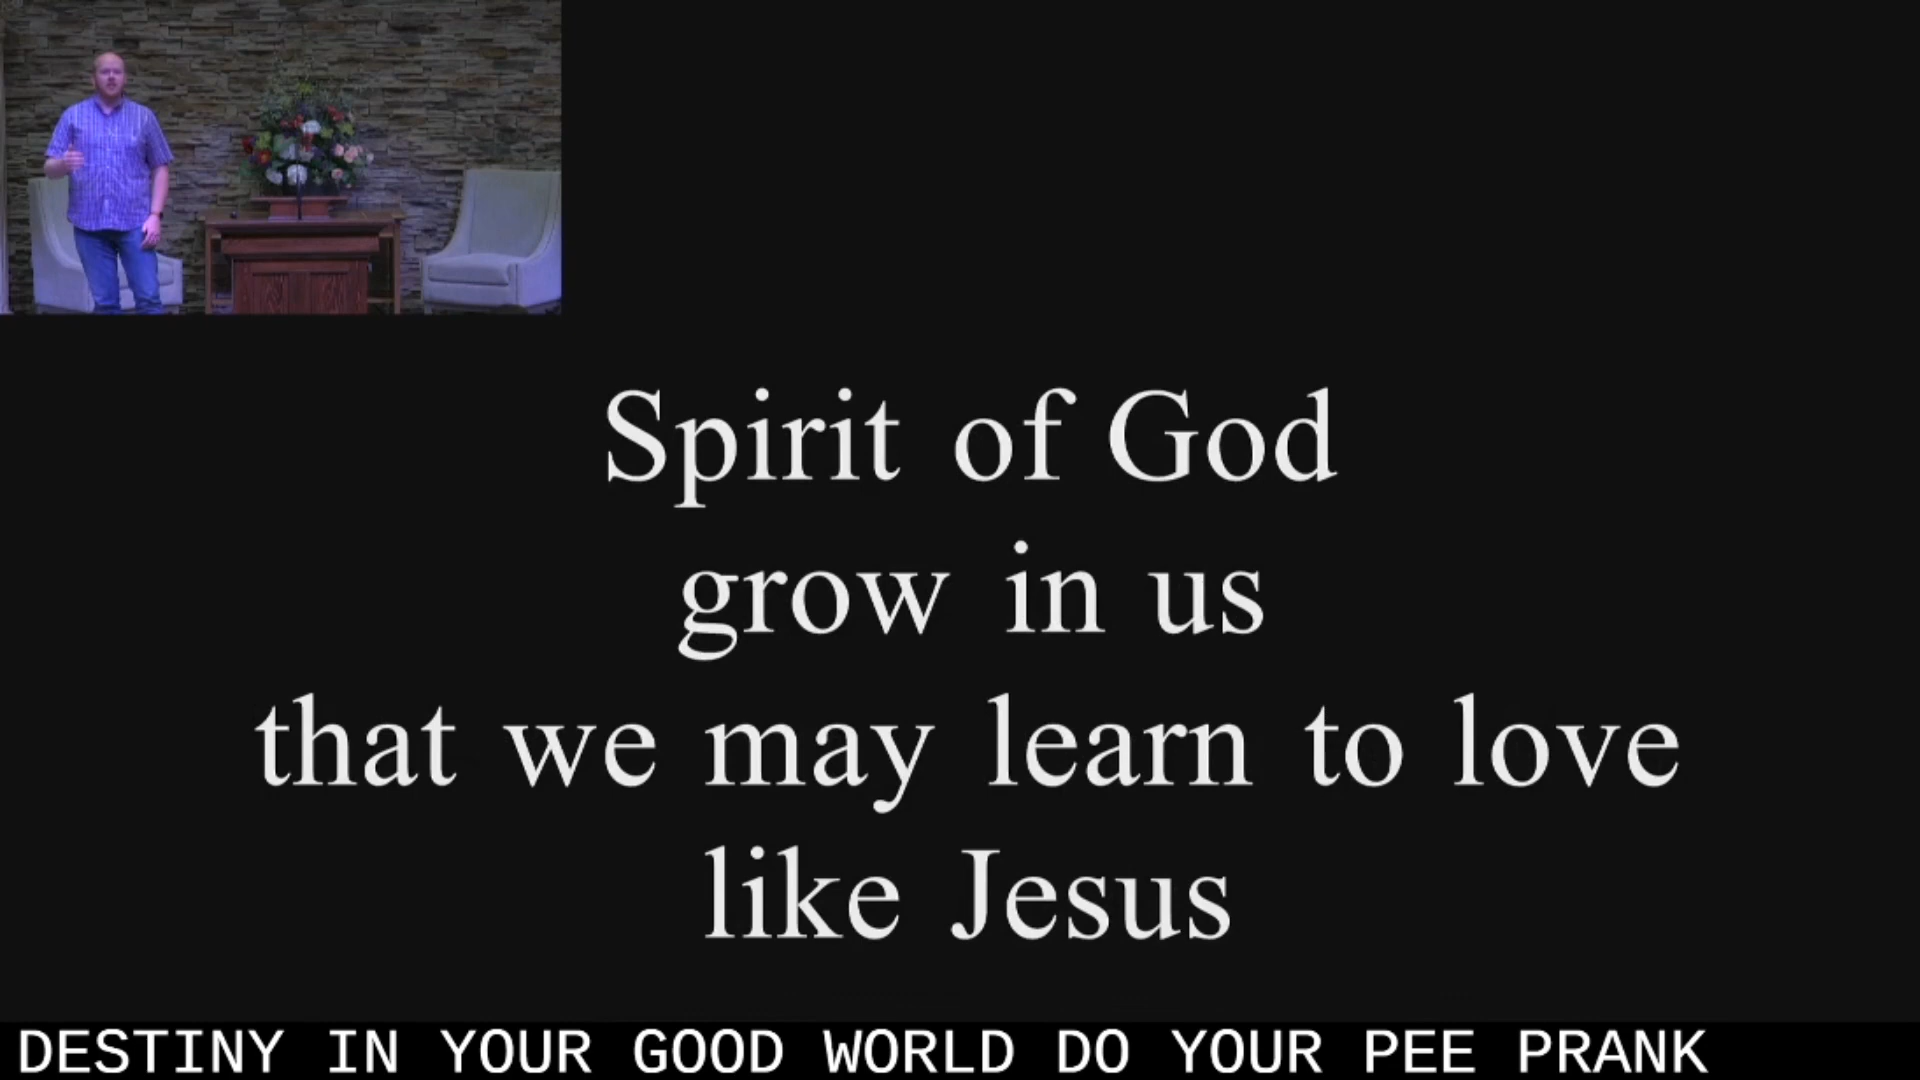 Spirit of God
grow in us
that we may learn to love
like Jesus
DESTINY IN YOUR GOOD WORLD DO YOUR PEE PRANK